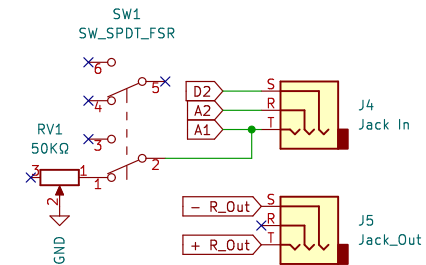 SW1
SW_SPDT_FSR
6
5
4
3
2
1
RV1
50KΩ
3
1
2
GND
D2
A2
A1
S
R
T
J4
Jack In
- R_Out
+ R_Out
S
R
T
J5
Jack_Out